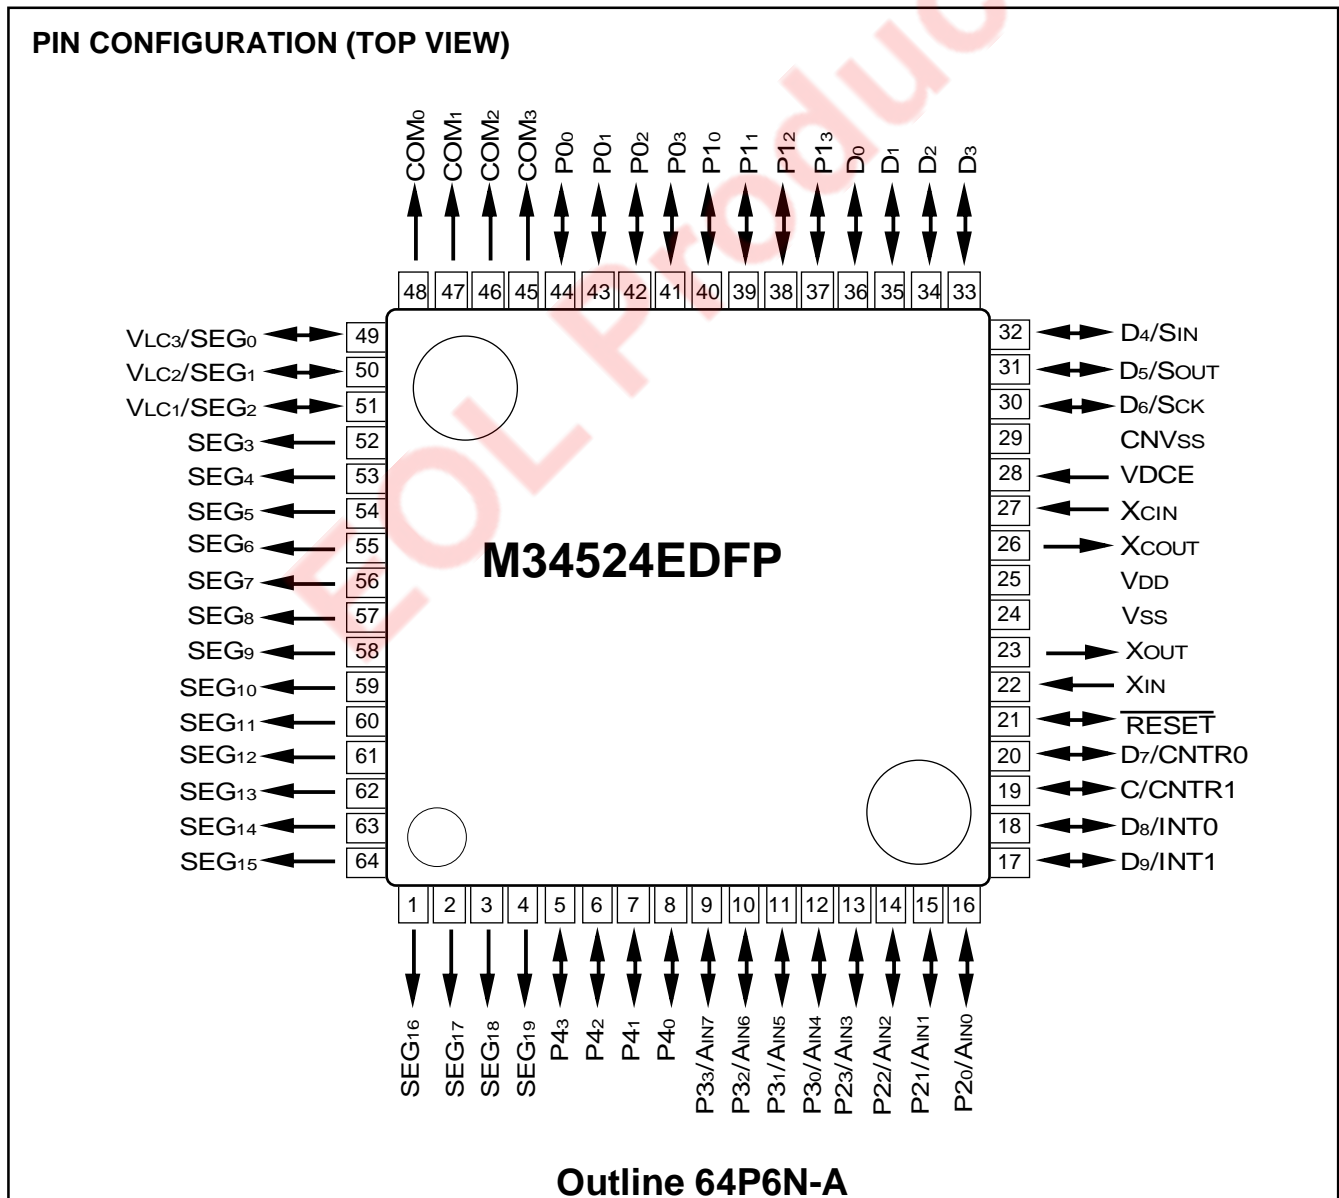 PIN CONFIGURATION (TOP VIEW)
COM0
COM1
COM2
COM3
P00
P01
P02
P03
P10
P11
P12
P13
D0
D1
D2
D3
48 47 46 45 44 43 42 41 40 39 38 37 36 35 34 33
VLC3/SEG0 49
VLC2/SEG1 50
VLC1/SEG2 51
SEG3 52
SEG4 53
SEG5 54
SEG6 55
SEG7 56
SEG8 57
SEG9 58
SEG10 59
SEG11 60
SEG12 61
SEG13 62
SEG14 63
SEG15 64
M34524EDFP
32 D4/SIN
31 D5/SOUT
30 D6/SCK
29 CNVSS
28 VDCE
27 XCIN
26 XCOUT
25 VDD
24 VSS
23 XOUT
22 XIN
21 RESET
20 D7/CNTR0
19 C/CNTR1
18 D8/INT0
17 D9/INT1
1 2 3 4 5 6 7 8 9 10 11 12 13 14 15 16
SEG16
SEG17
SEG18
SEG19
P43
P42
P41
P40
P33/AIN7
P32/AIN6
P31/AIN5
P30/AIN4
P23/AIN3
P22/AIN2
P21/AIN1
P20/AIN0
Outline 64P6N-A
EOL Produc